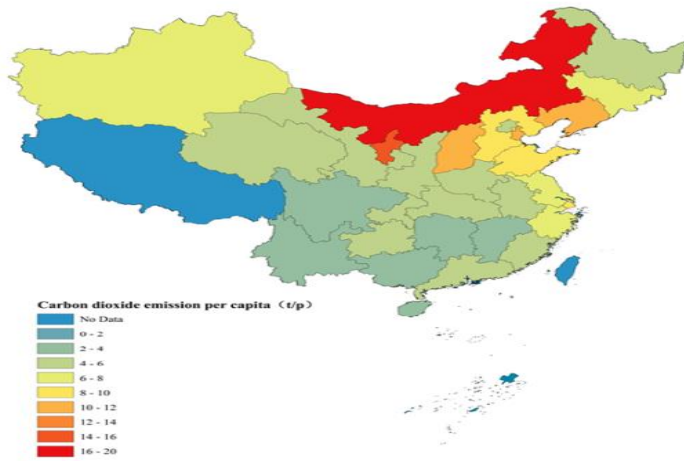 Carbon dioxide emission per capita（t/p）
No Data
0 - 2
2 - 4
4 - 6
6 - 8
8 - 10
10 - 12
12 - 14
14 - 16
16 - 20